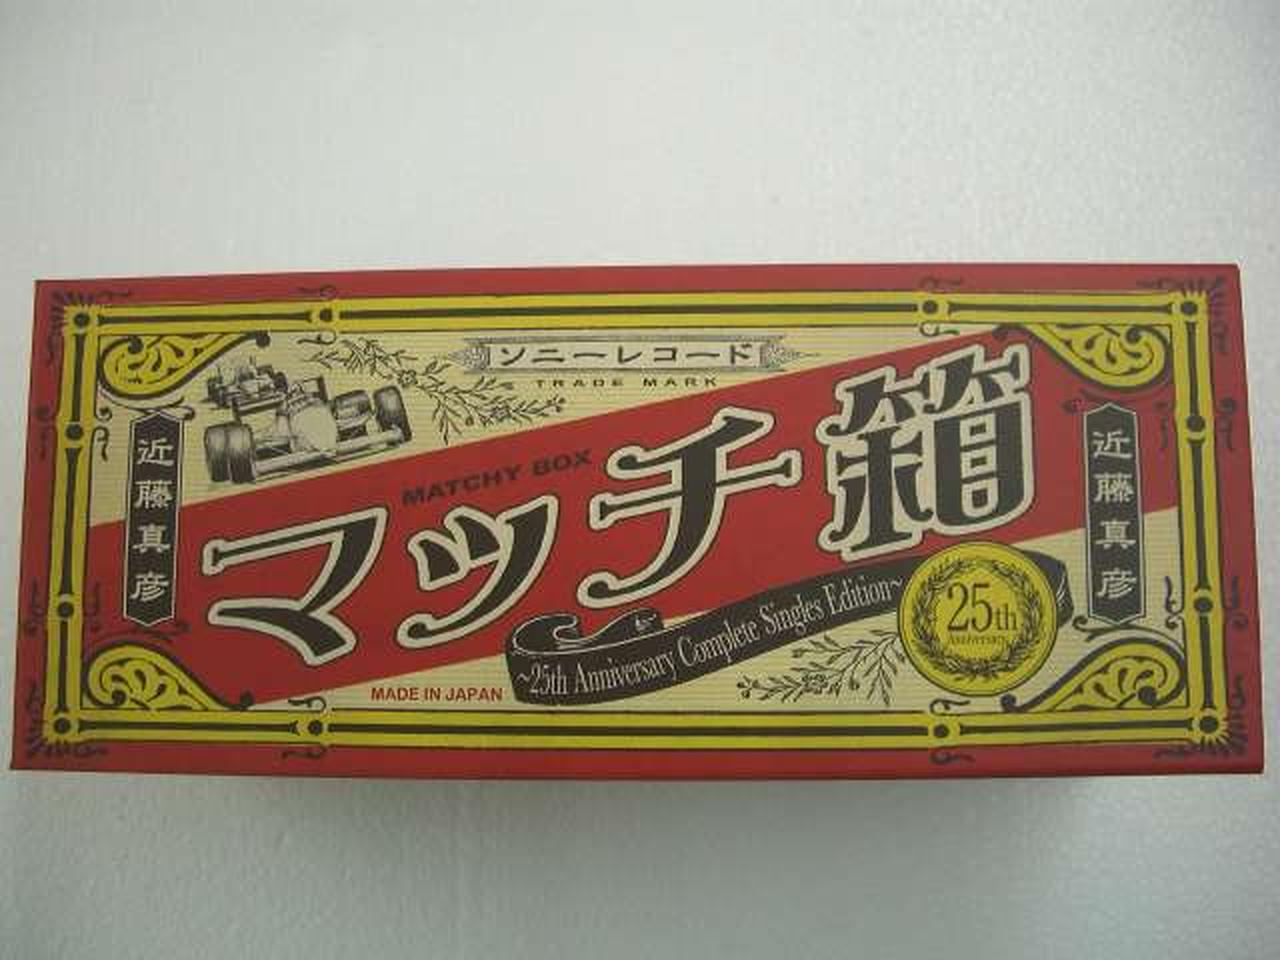 ソニーレコード
TRADE MARK
近藤真彦
MATCHY BOX
マッチ箱
近藤真彦
~25th Anniversary Complete Singles Edition~
25th
Anniversary
MADE IN JAPAN